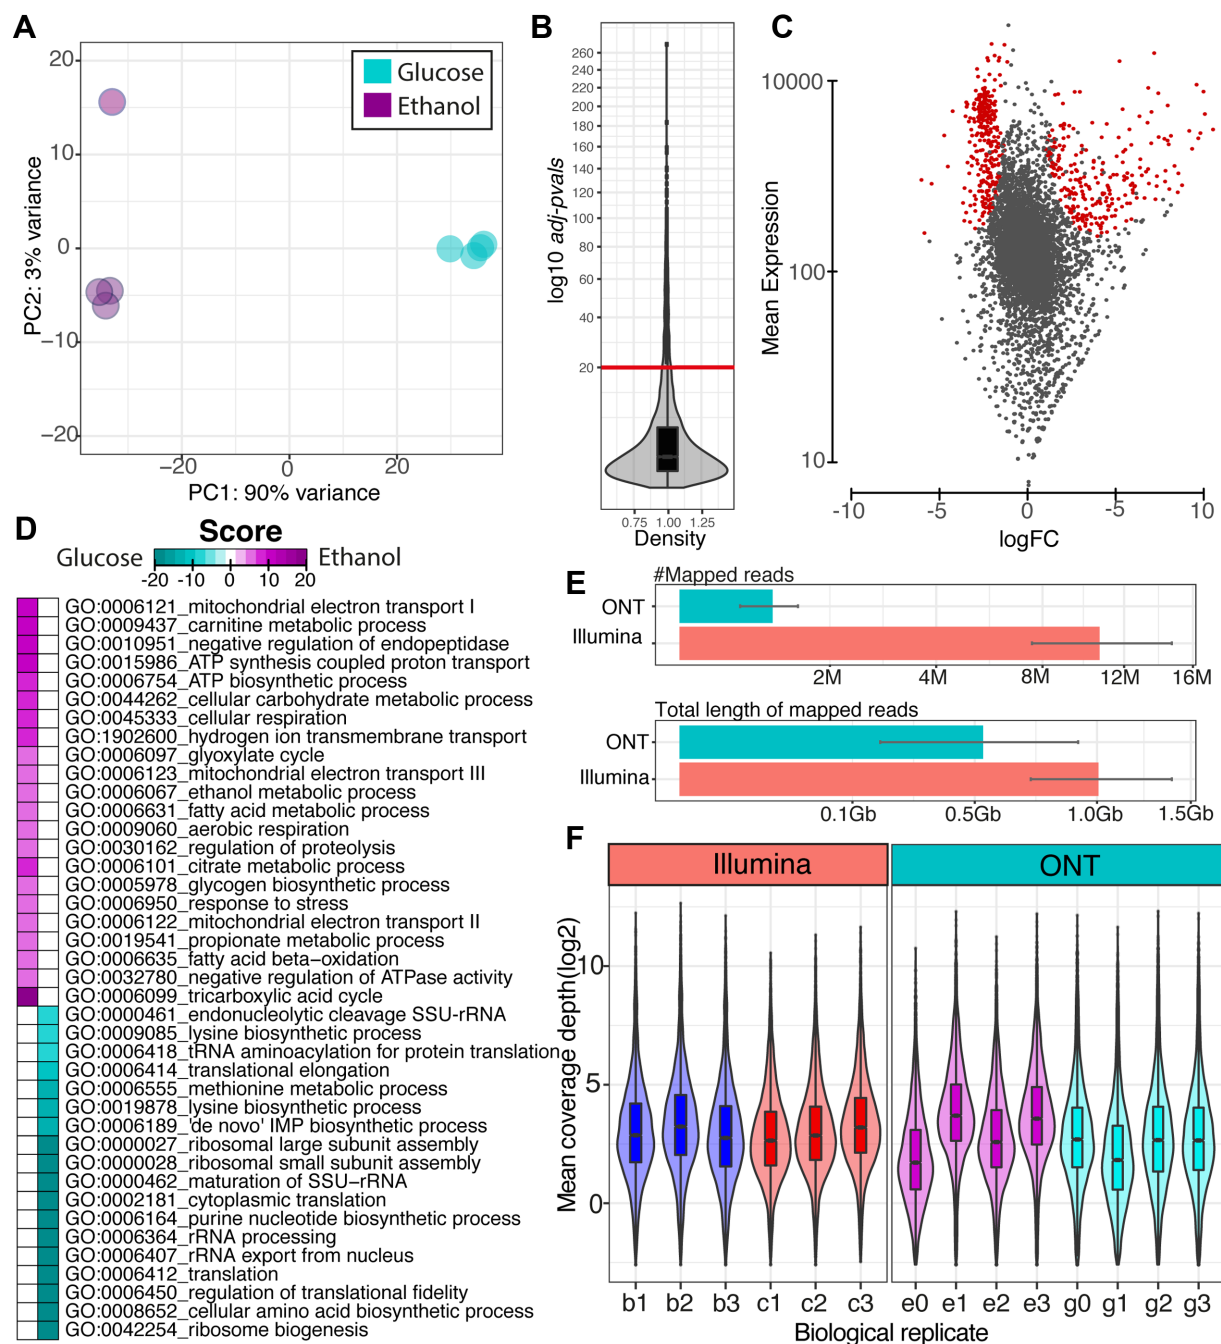 A
20
10
0
−10
−20
−20
0
20
PC2: 3% variance
PC1: 90% variance
Glucose
Ethanol
B
260
240
220
200
180
160
140
120
100
80
60
40
20
log10 adj-pvals
0.75 1.00 1.25
Density
C
10000
100
10
Mean Expression
-10
-5
0
-5
10
logFC
D
Score
Glucose
Ethanol
-20 -10 0 10 20
GO:0006121_mitochondrial electron transport I
GO:0009437_carnitine metabolic process
GO:0010951_negative regulation of endopeptidase
GO:0015986_ATP synthesis coupled proton transport
GO:0006754_ATP biosynthetic process
GO:0044262_cellular carbohydrate metabolic process
GO:0045333_cellular respiration
GO:1902600_hydrogen ion transmembrane transport
GO:0006097_glyoxylate cycle
GO:0006123_mitochondrial electron transport III
GO:0006067_ethanol metabolic process
GO:0006631_fatty acid metabolic process
GO:0009060_aerobic respiration
GO:0030162_regulation of proteolysis
GO:0006101_citrate metabolic process
GO:0005978_glycogen biosynthetic process
GO:0006950_response to stress
GO:0006122_mitochondrial electron transport II
GO:0019541_propionate metabolic process
GO:0006635_fatty acid beta−oxidation
GO:0032780_negative regulation of ATPase activity
GO:0006099_tricarboxylic acid cycle
GO:0000461_endonucleolytic cleavage SSU-rRNA
GO:0009085_lysine biosynthetic process
GO:0006418_tRNA aminoacylation for protein translation
GO:0006414_translational elongation
GO:0006555_methionine metabolic process
GO:0019878_lysine biosynthetic process
GO:0006189_'de novo' IMP biosynthetic process
GO:0000027_ribosomal large subunit assembly
GO:0000028_ribosomal small subunit assembly
GO:0000462_maturation of SSU−rRNA
GO:0002181_cytoplasmic translation
GO:0006164_purine nucleotide biosynthetic process
GO:0006364_rRNA processing
GO:0006407_rRNA export from nucleus
GO:0006412_translation
GO:0006450_regulation of translational fidelity
GO:0008652_cellular amino acid biosynthetic process
GO:0042254_ribosome biogenesis
E
#Mapped reads
ONT
Illumina
2M 4M 8M 12M 16M
Total length of mapped reads
ONT
Illumina
0.1Gb 0.5Gb 1.0Gb 1.5Gb
F
Illumina
ONT
Mean coverage depth(log2)
10
5
0
b1 b2 b3 c1 c2 c3 e0 e1 e2 e3 g0 g1 g2 g3
Biological replicate